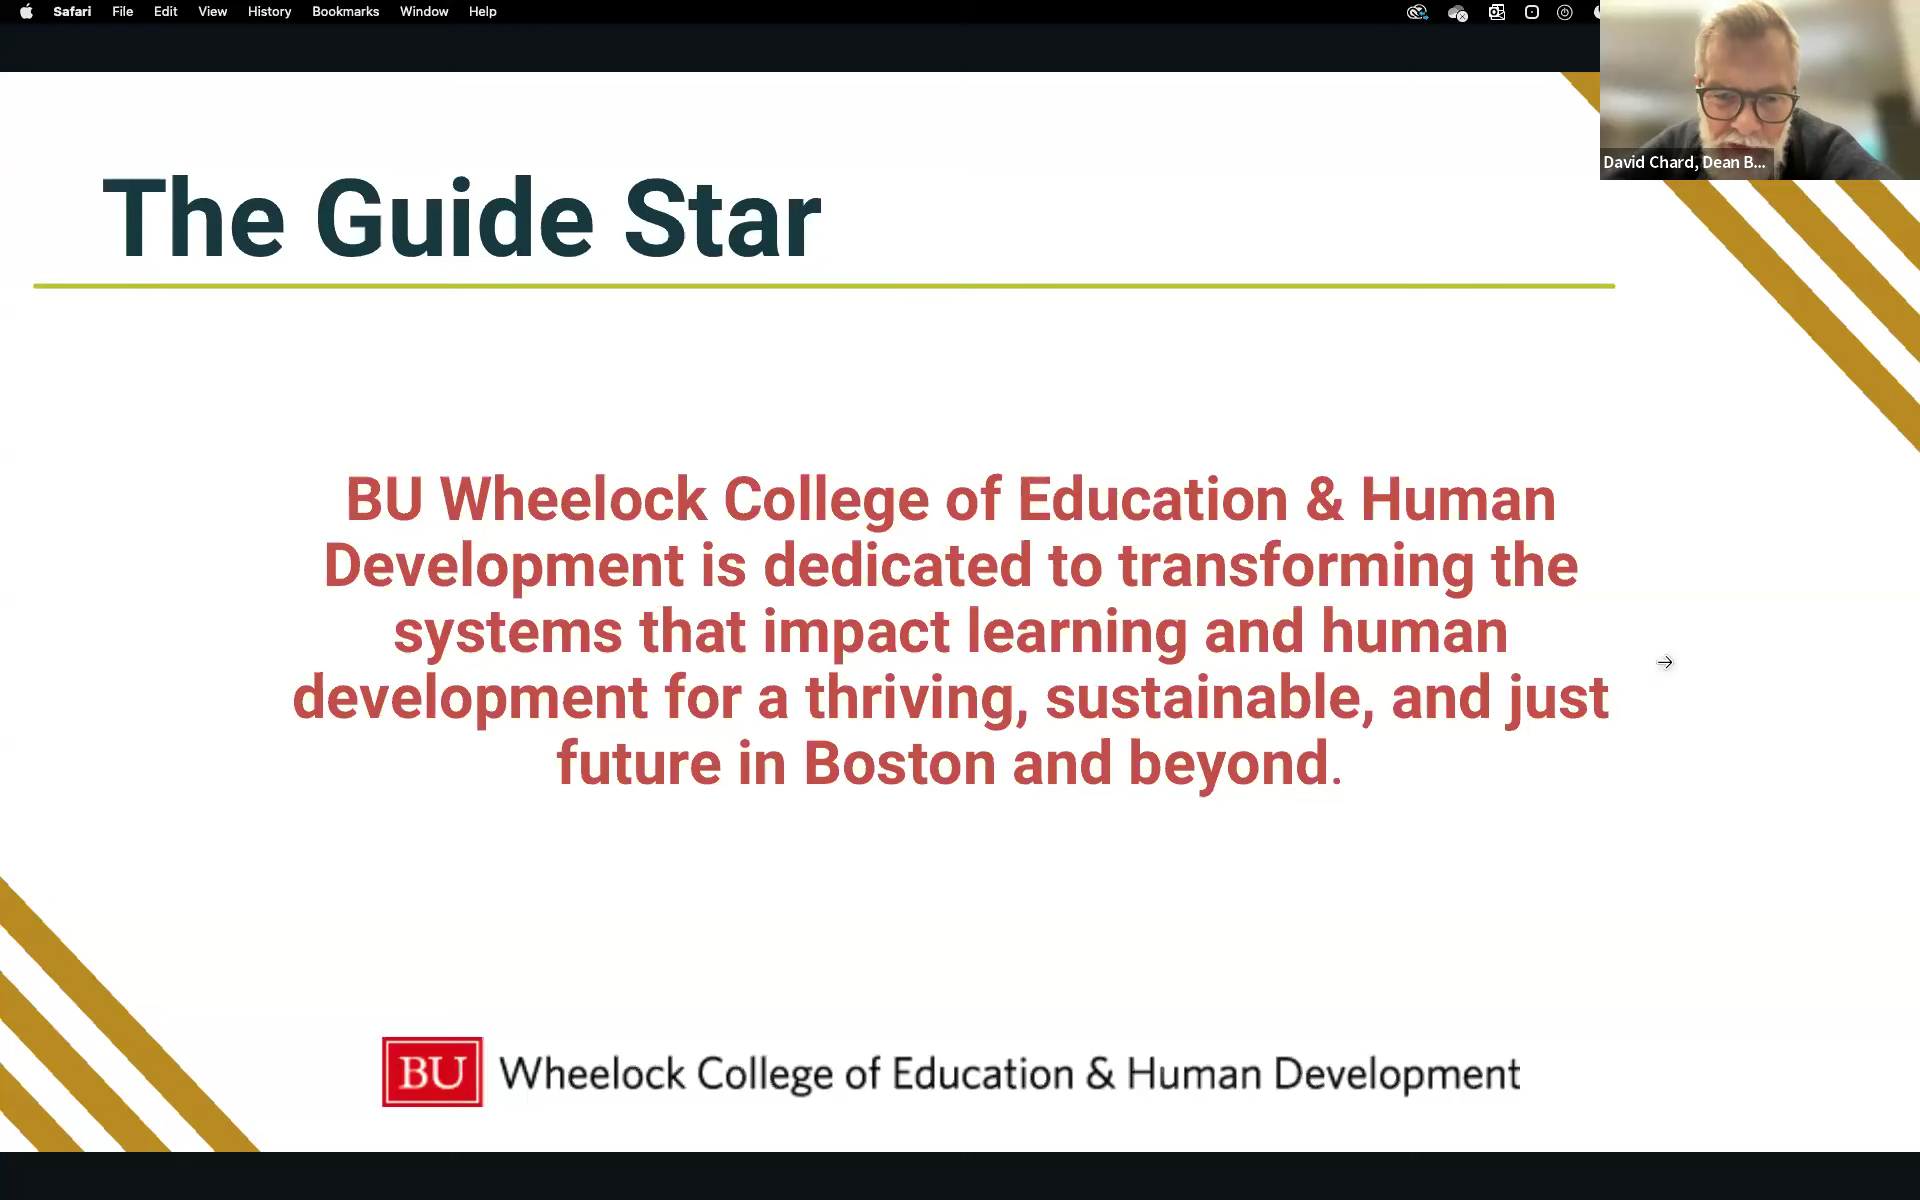 Safari File Edit View History Bookmarks Window Help
David Chard, Dean B...
The Guide Star
BU Wheelock College of Education & Human
Development is dedicated to transforming the
systems that impact learning and human
development for a thriving, sustainable, and just
future in Boston and beyond.
BU Wheelock College of Education & Human Development